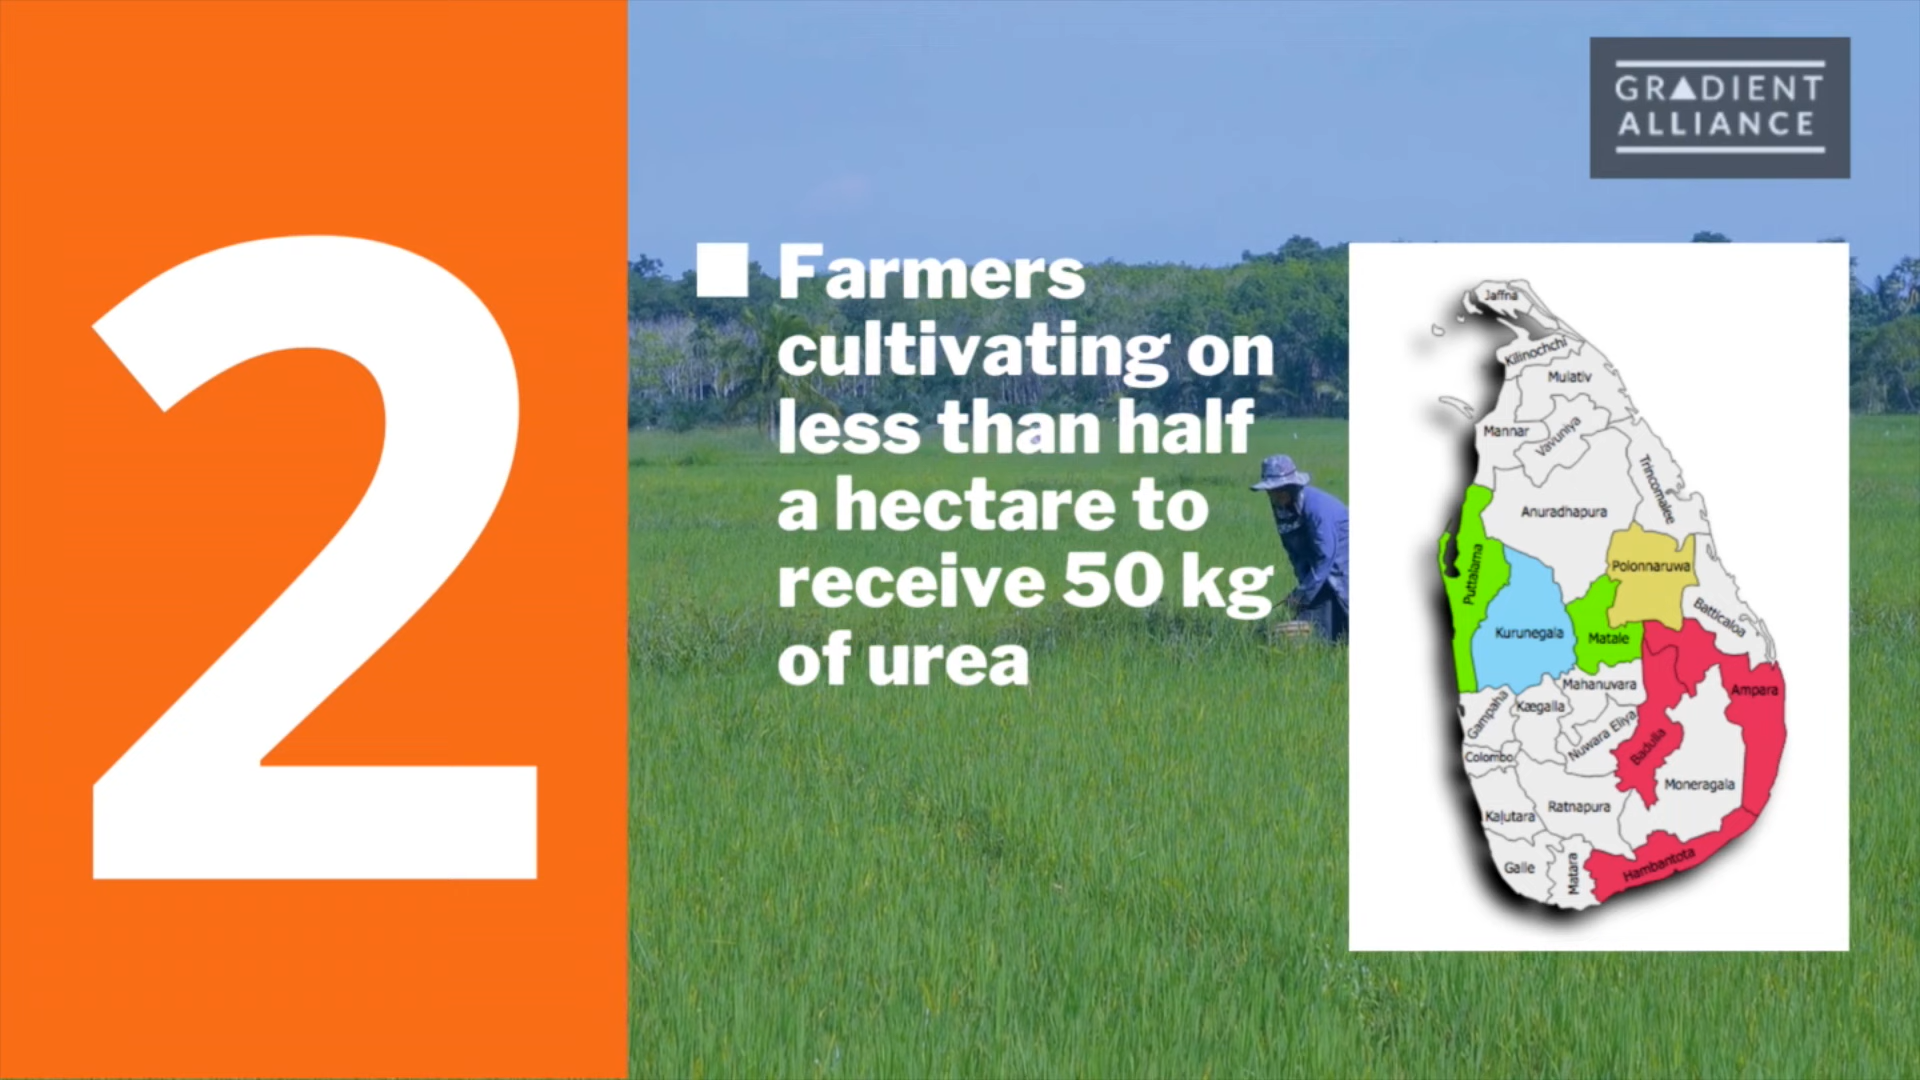 2
GRADIENT
ALLIANCE
■ Farmers
cultivating on
less than half
a hectare to
receive 50 kg
of urea
Jaffna
Kilinochchi
Mulativ
Mannar
Vavuniya
Trincomalee
Anuradhapura
Puttalama
Polonnaruwa
Kurunegala
Matale
Batticaloa
Mahanuvara
Ampara
Gampaha
Kægalla
Nuwara Eliya
Badulla
Colombo
Moneragala
Ratnapura
Kaḷutara
Galle
Matara
Hambantota